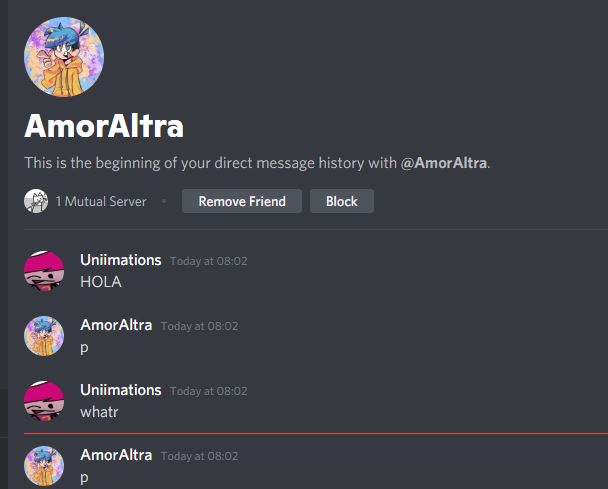 AmorAltra
This is the beginning of your direct message history with @AmorAltra.
1 Mutual Server • Remove Friend Block
Uniimations Today at 08:02
HOLA
AmorAltra Today at 08:02
p
Uniimations Today at 08:02
whatr
AmorAltra Today at 08:02
p